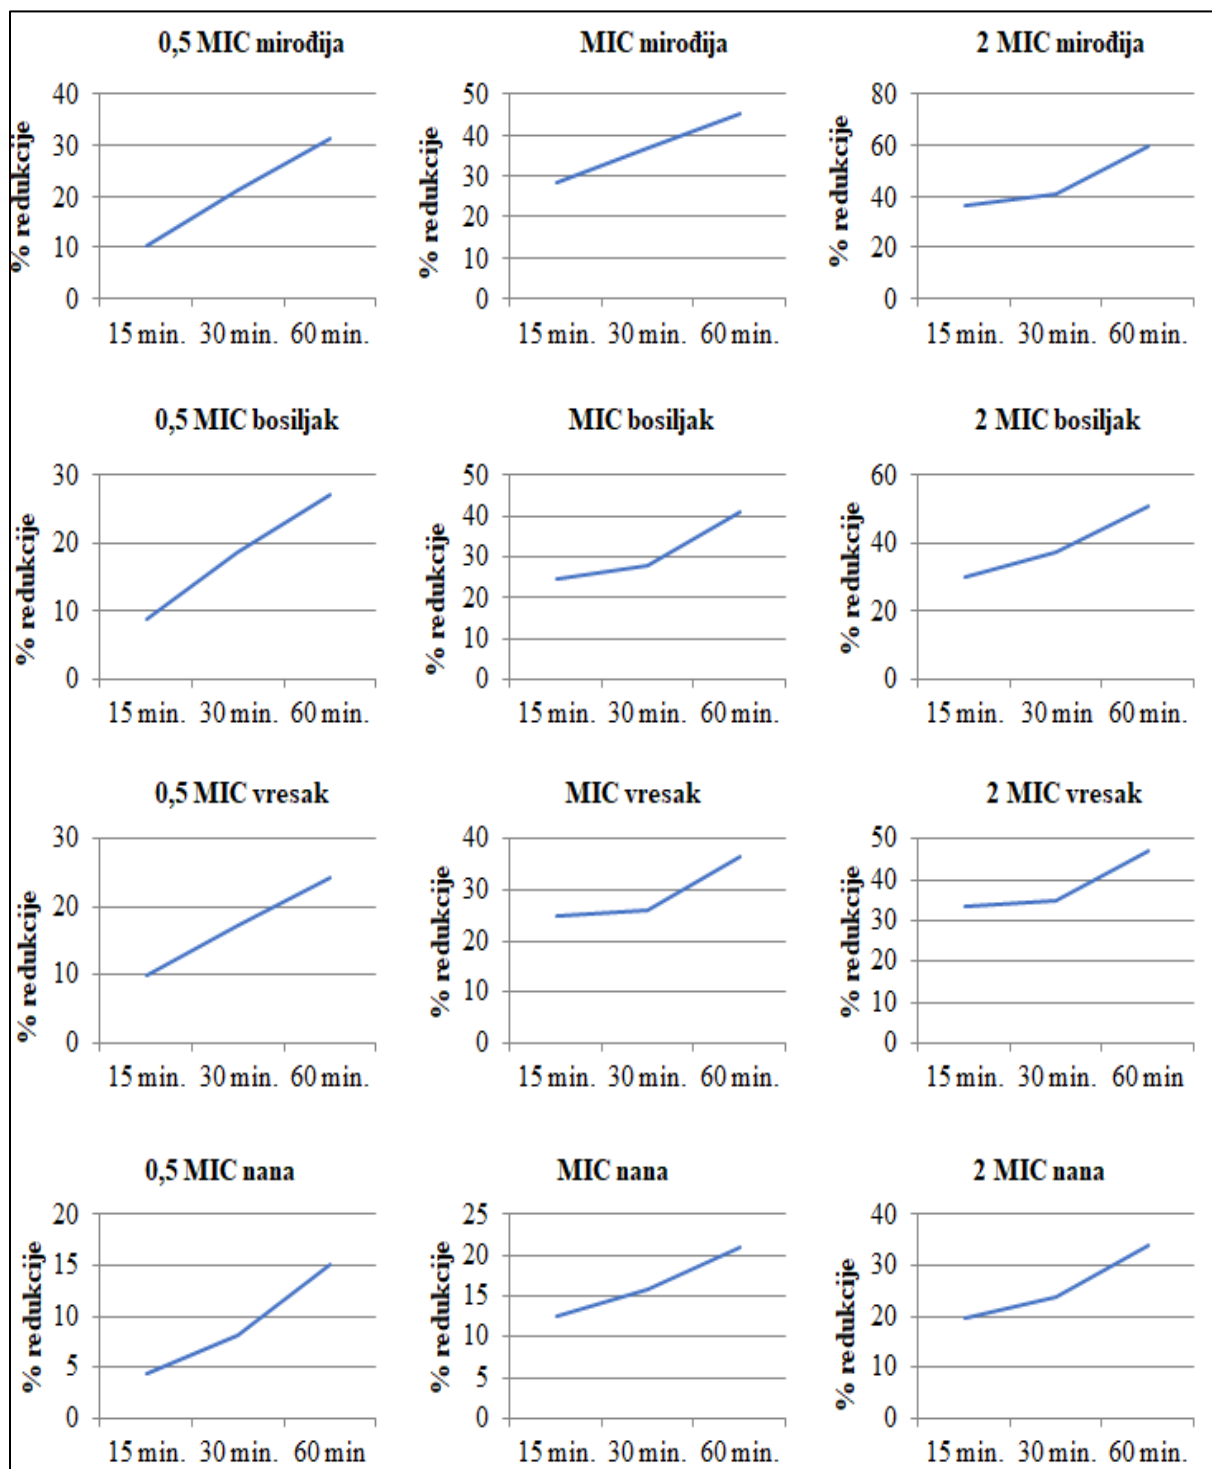 0,5 MIC mirođija
40
30
20
10
0
% redukcije
15 min. 30 min. 60 min.
MIC mirođija
50
40
30
20
10
0
% redukcije
15 min. 30 min. 60 min.
2 MIC mirođija
80
60
40
20
0
% redukcije
15 min. 30 min. 60 min.
0,5 MIC bosiljak
30
20
10
0
% redukcije
15 min. 30 min. 60 min.
MIC bosiljak
50
40
30
20
10
0
% redukcije
15 min. 30 min. 60 min.
2 MIC bosiljak
60
40
20
0
% redukcije
15 min. 30 min 60 min.
0,5 MIC vresak
30
20
10
0
% redukcije
15 min. 30 min. 60 min.
MIC vresak
40
30
20
10
0
% redukcije
15 min. 30 min. 60 min.
2 MIC vresak
50
40
30
20
10
0
% redukcije
15 min. 30 min. 60 min
0,5 MIC nana
20
15
10
5
0
% redukcije
15 min. 30 min. 60 min
MIC nana
25
20
15
10
5
0
% redukcije
15 min. 30 min. 60 min.
2 MIC nana
40
30
20
10
0
% redukcije
15 min. 30 min. 60 min.